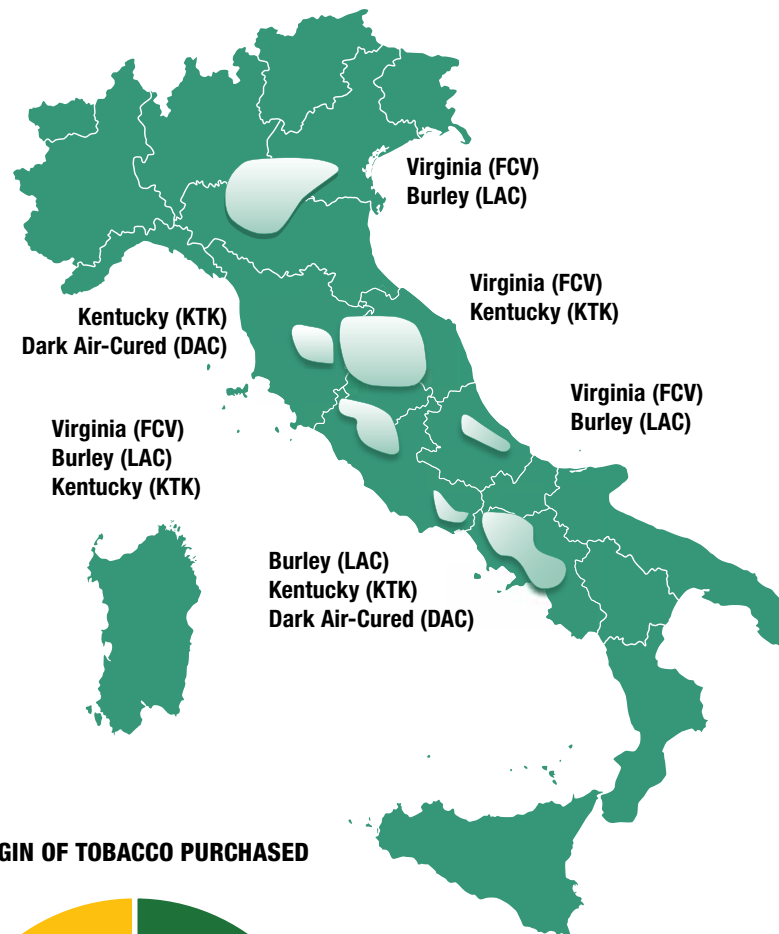 Virginia (FCV)
Burley (LAC)
Virginia (FCV)
Kentucky (KTK)
Kentucky (KTK)
Dark Air-Cured (DAC)
Virginia (FCV)
Burley (LAC)
Virginia (FCV)
Burley (LAC)
Kentucky (KTK)
Burley (LAC)
Kentucky (KTK)
Dark Air-Cured (DAC)
GIN OF TOBACCO PURCHASED